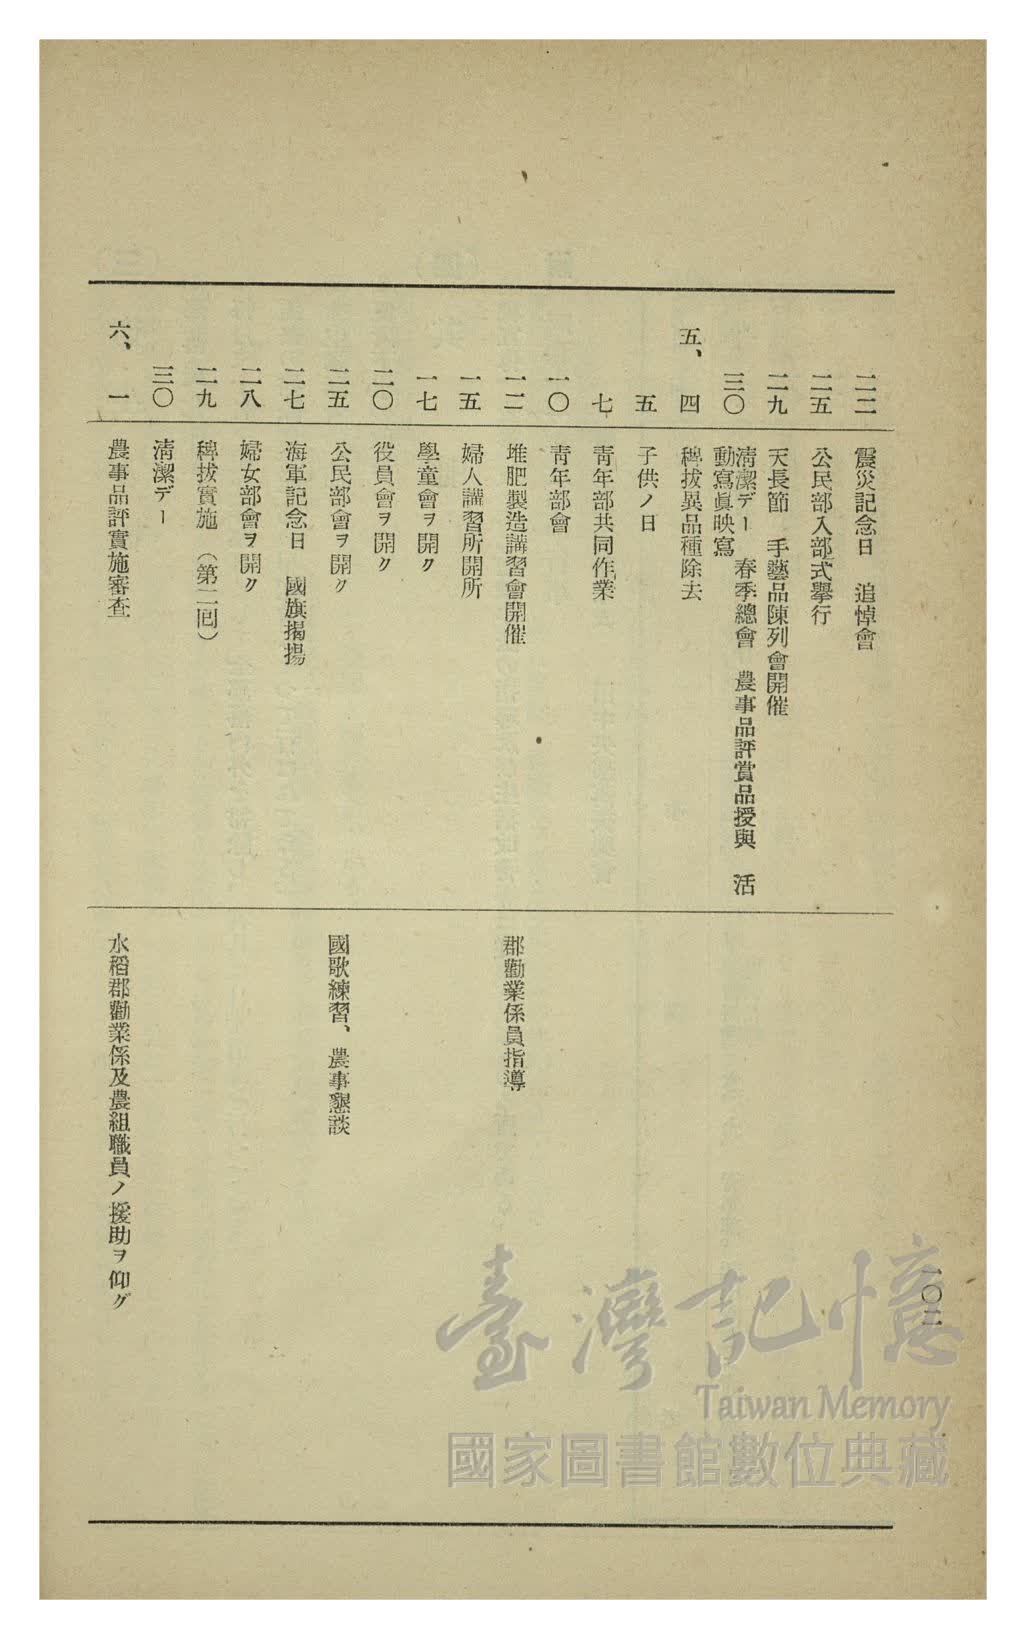 一〇二
二二 震災記念日 追悼會
二五 公民部入部式擧行
二九 天長節 手藝品陳列會開催
三〇 淸潔デー 春季總會 農事品評賞品授與 活
動寫眞映寫
五、四 稗拔異品種除去
五 子供ノ日
七 靑年部共同作業
一〇 靑年部會
一二 堆肥製造講習會開催 郡勸業係員指導
一五 婦人講習所開所
一七 學童會ヲ開ク
二〇 役員會ヲ開ク
二五 公民部會ヲ開ク 國歌練習、農事懇談
二七 海軍記念日 國旗揭揚
二八 婦女部會ヲ開ク
二九 稗拔實施(第二回)
三〇 淸潔デー
六、一 農事品評實施審査 水稻郡勸業係及農組職員ノ援助ヲ仰グ
臺灣記憶
Taiwan Memory
國家圖書館數位典藏